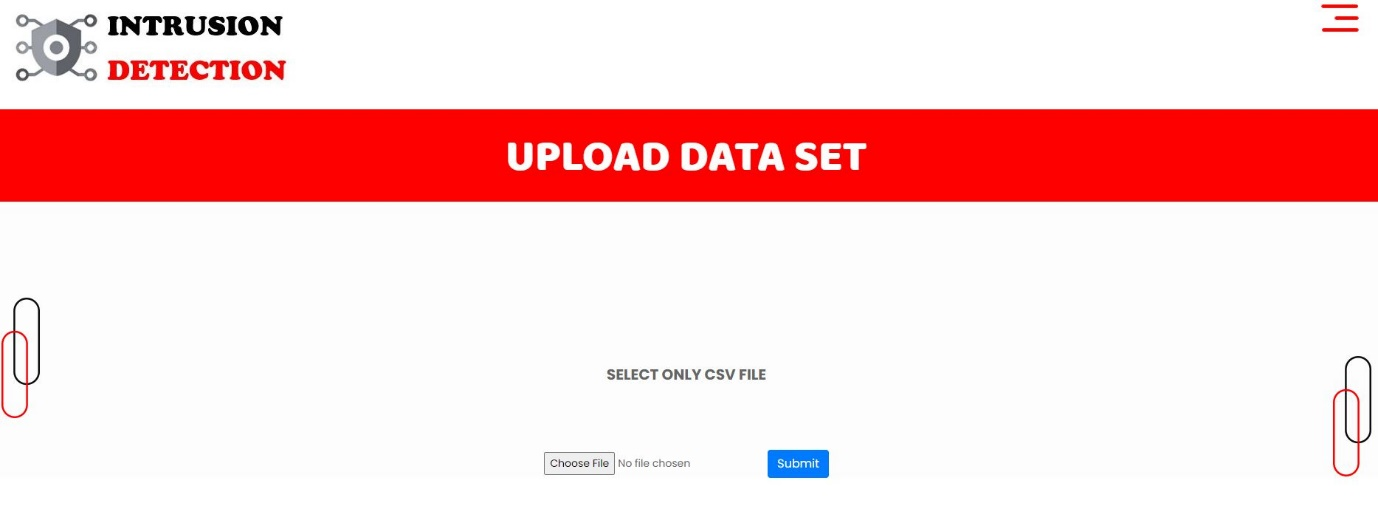 INTRUSION
DETECTION
UPLOAD DATA SET
SELECT ONLY CSV FILE
Choose File No file chosen Submit